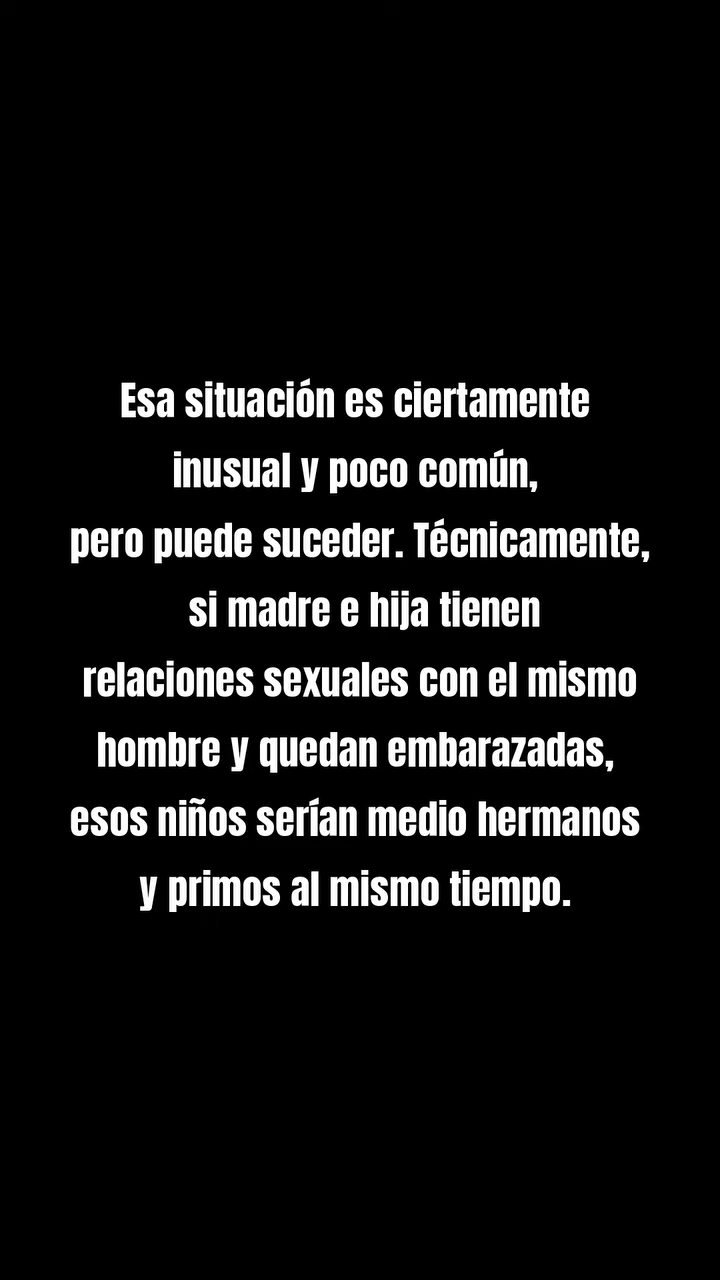 Esa situación es ciertamente
inusual y poco común,
pero puede suceder. Técnicamente,
si madre e hija tienen
relaciones sexuales con el mismo
hombre y quedan embarazadas,
esos niños serían medio hermanos
y primos al mismo tiempo.